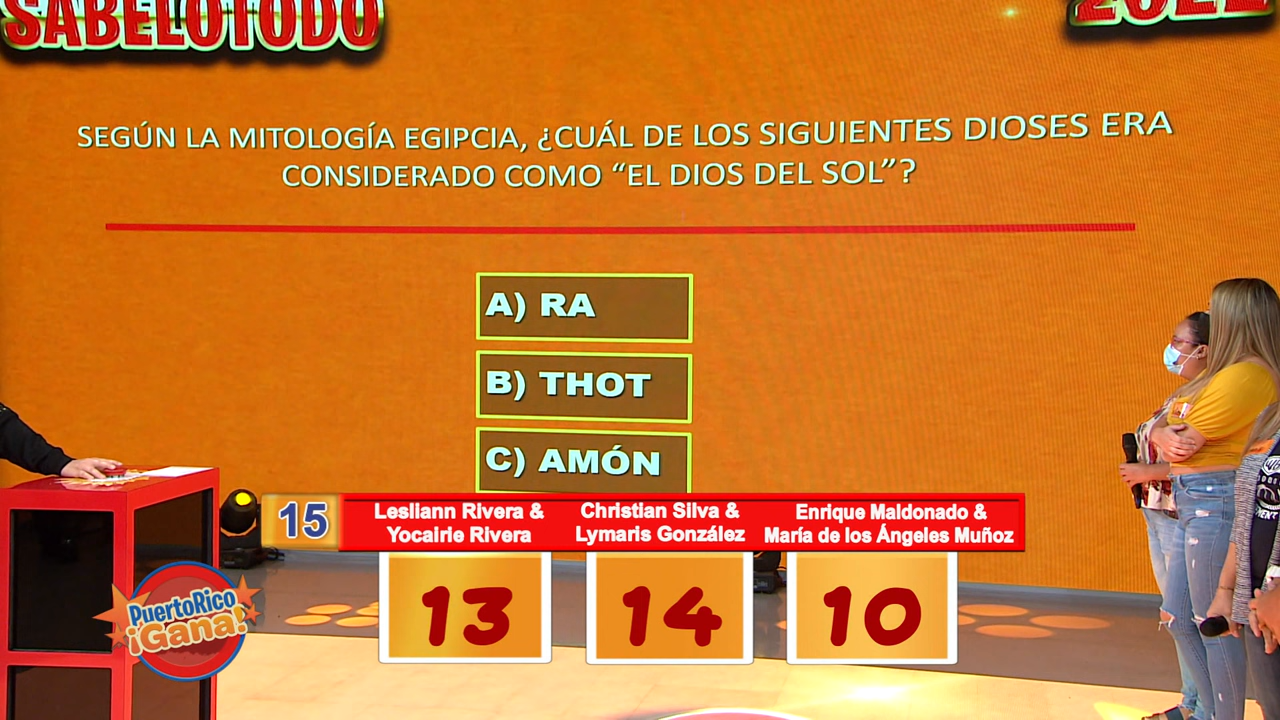 SABELOTODO
2022
SEGÚN LA MITOLOGÍA EGIPCIA, ¿CUÁL DE LOS SIGUIENTES DIOSES ERA
CONSIDERADO COMO “EL DIOS DEL SOL”?
A) RA
B) THOT
C) AMÓN
15
Lesliann Rivera &
Yocairie Rivera
Christian Silva &
Lymaris González
Enrique Maldonado &
María de los Ángeles Muñoz
13
14
10
PuertoRico
¡Gana!